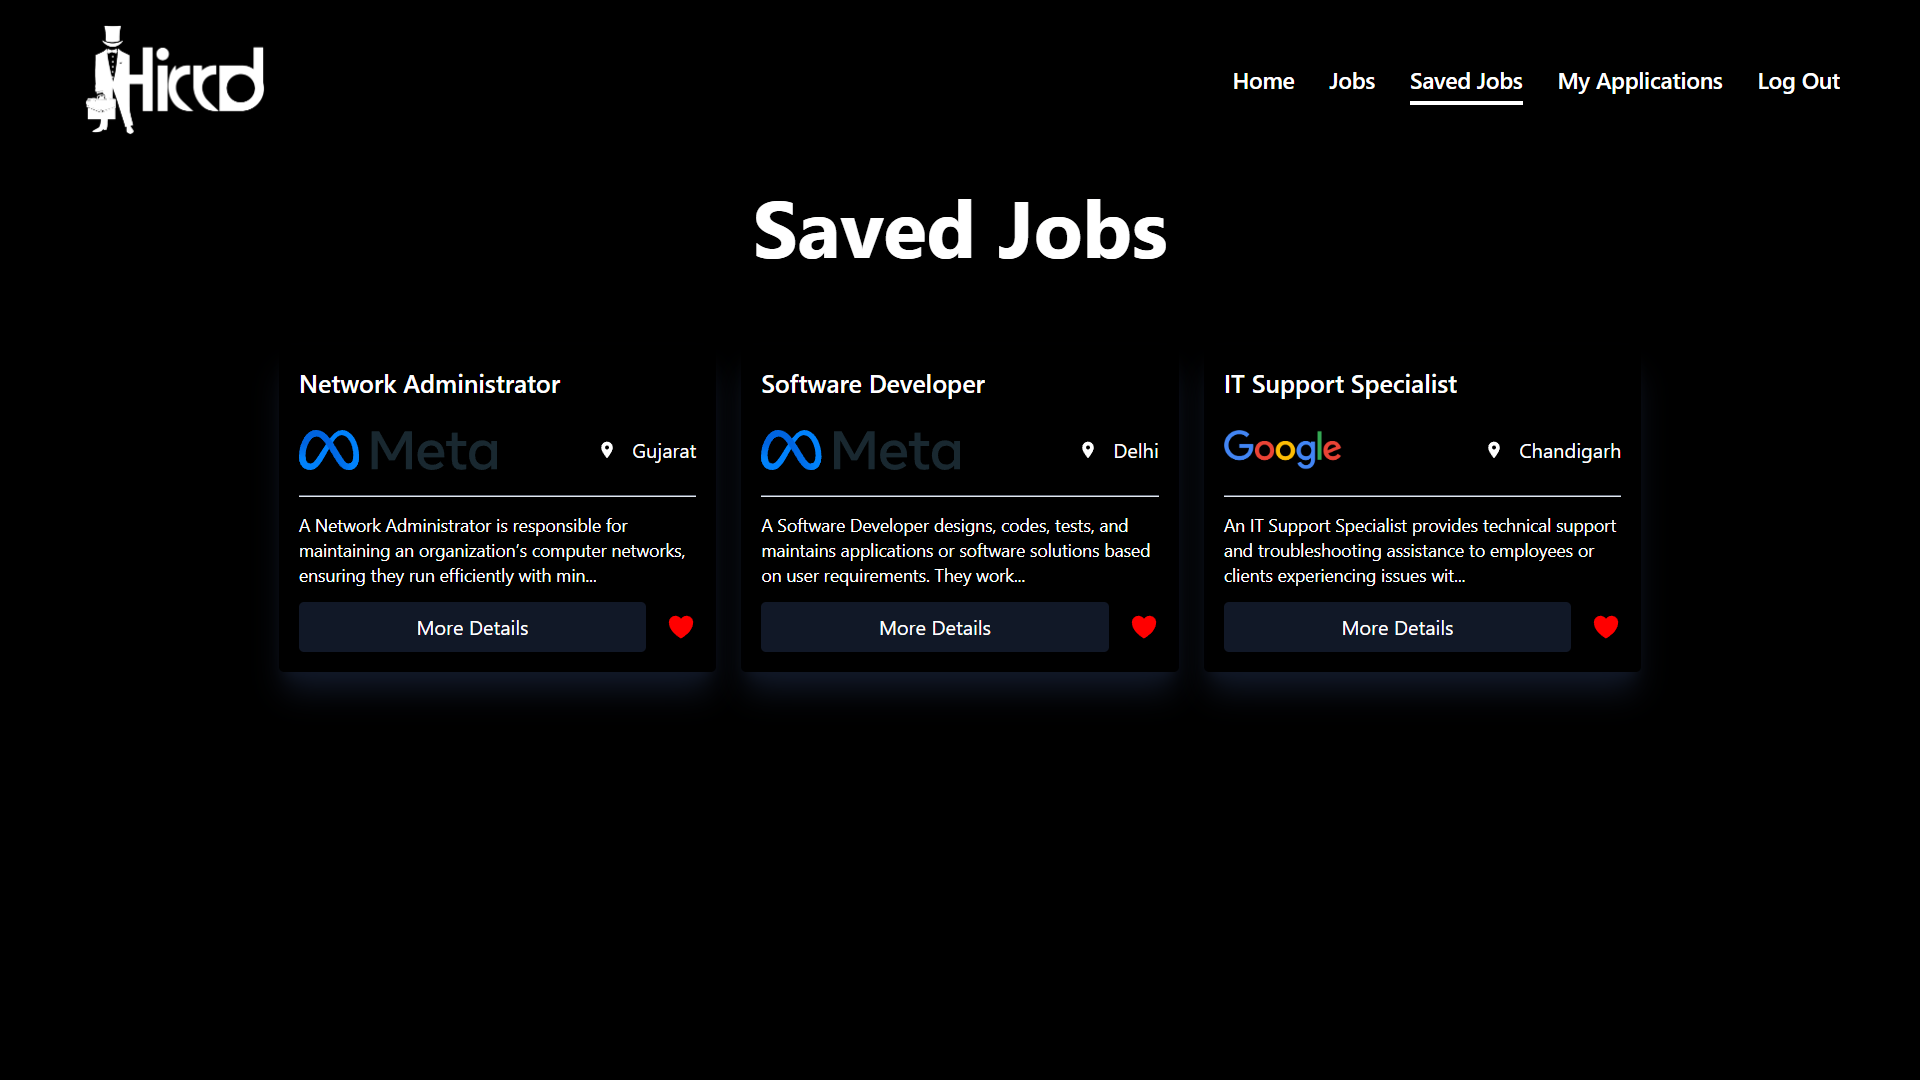 Hiccd
Home Jobs Saved Jobs My Applications Log Out
Saved Jobs
Network Administrator
Meta Gujarat
A Network Administrator is responsible for
maintaining an organization’s computer networks,
ensuring they run efficiently with min...
More Details
Software Developer
Meta Delhi
A Software Developer designs, codes, tests, and
maintains applications or software solutions based
on user requirements. They work...
More Details
IT Support Specialist
Google Chandigarh
An IT Support Specialist provides technical support
and troubleshooting assistance to employees or
clients experiencing issues wit...
More Details